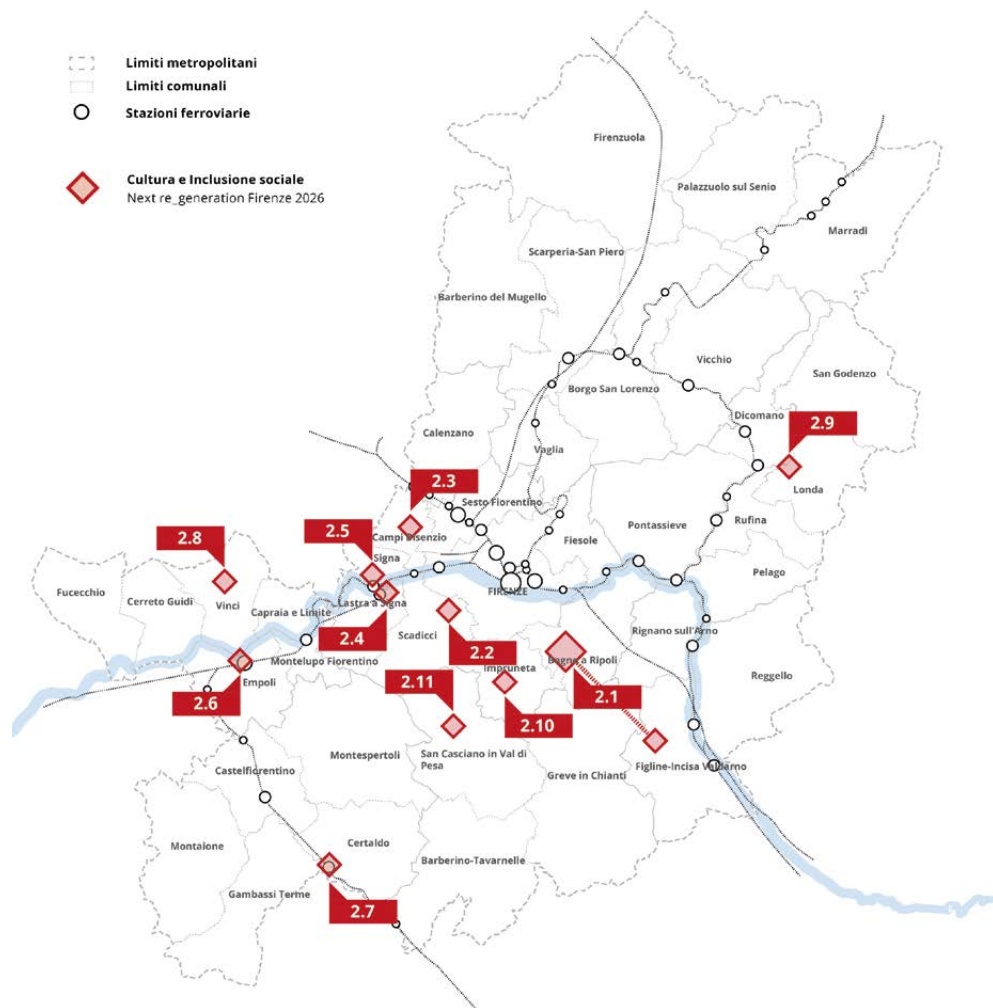 Limiti metropolitani
Limiti comunali
Stazioni ferroviarie
Cultura e Inclusione sociale
Next re_generation Firenze 2026
Firenzuola
Palazzuolo sul Senio
Marradi
Scarperia-San Piero
Barberino del Mugello
Vicchio
San Godenzo
Borgo San Lorenzo
Dicomano
2.9
Calenzano
Vaglia
2.3
Londa
Sesto Fiorentino
Rufina
Pontassieve
2.5
Campi Bisenzio
Fiesole
2.8
Signa
Pelago
Fucecchio
Cerreto Guidi
Vinci
FIRENZE
Capraia e Limite
Lastra a Signa
Rignano sull'Arno
2.4
Scadicci
2.2
Bagno a Ripoli
Montelupo Fiorentino
Impruneta
Reggello
Empoli
2.11
2.1
2.6
2.10
Montespertoli
San Casciano in Val di
Pesa
Figline-Incisa Valdarno
Castelfiorentino
Greve in Chianti
Montaione
Certaldo
Barberino-Tavarnelle
Gambassi Terme
2.7